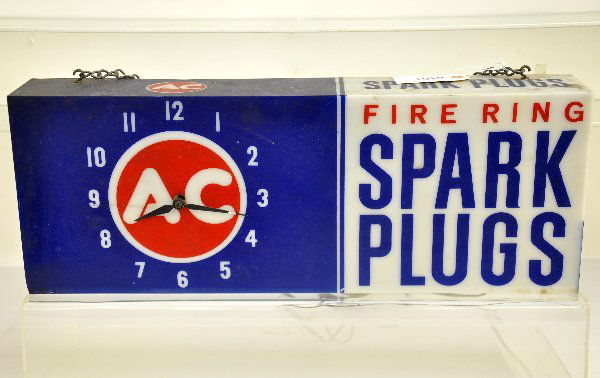 AC
SPARK PLUGS
12
11 1
10 2
9 3
8 4
7 5
6
AC
FIRE RING
SPARK
PLUGS